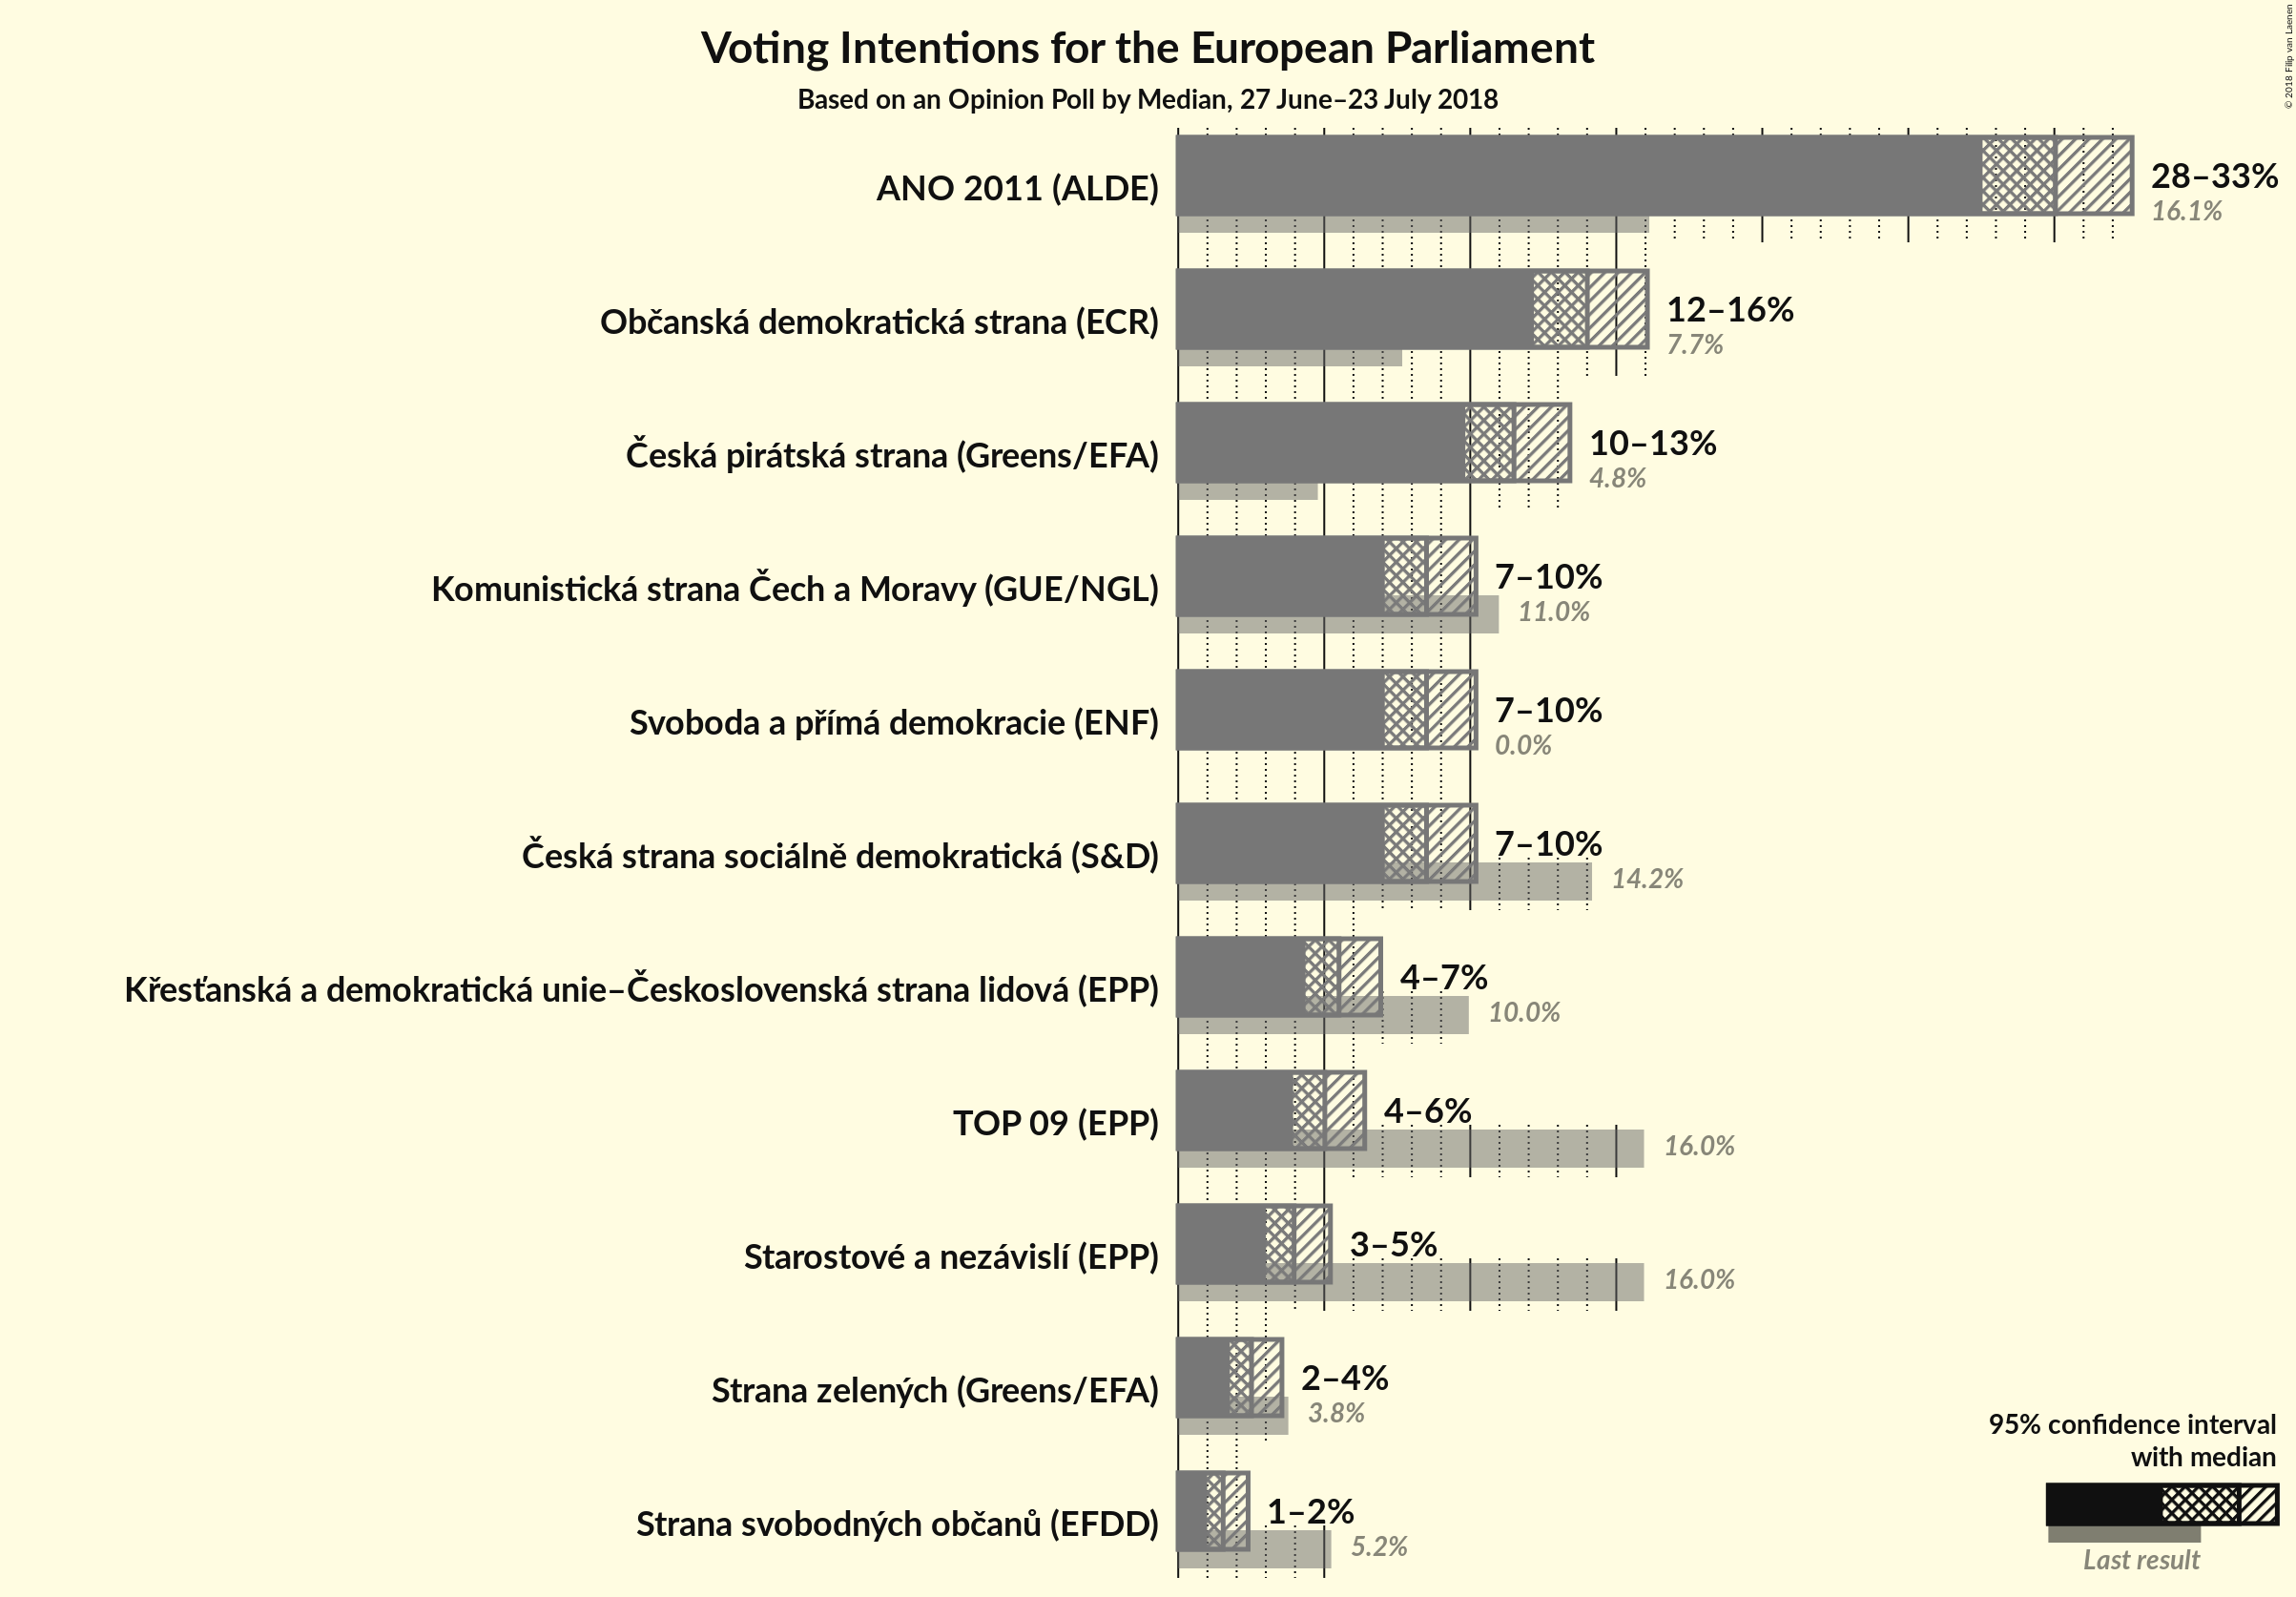 Voting Intentions for the European Parliament
Based on an Opinion Poll by Median, 27 June–23 July 2018
© 2018 Filip van Laenen
ANO 2011 (ALDE)
28–33%
16.1%
Občanská demokratická strana (ECR)
12–16%
7.7%
Česká pirátská strana (Greens/EFA)
10–13%
4.8%
Komunistická strana Čech a Moravy (GUE/NGL)
7–10%
11.0%
Svoboda a přímá demokracie (ENF)
7–10%
0.0%
Česká strana sociálně demokratická (S&D)
7–10%
14.2%
Křesťanská a demokratická unie–Československá strana lidová (EPP)
4–7%
10.0%
TOP 09 (EPP)
4–6%
16.0%
Starostové a nezávislí (EPP)
3–5%
16.0%
Strana zelených (Greens/EFA)
2–4%
3.8%
Strana svobodných občanů (EFDD)
1–2%
5.2%
95% confidence interval
with median
Last result